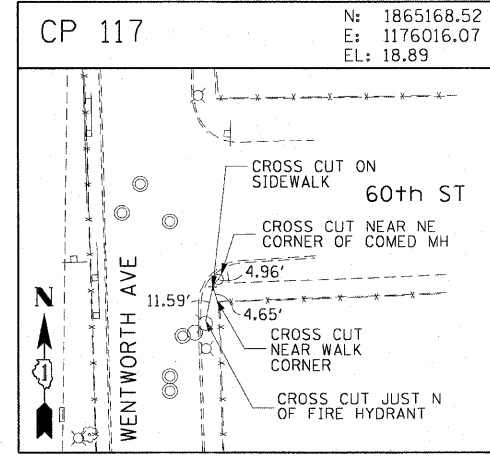 CP 117
N: 1865168.52
E: 1176016.07
EL: 18.89
CROSS CUT ON
SIDEWALK
60th ST
CROSS CUT NEAR NE
CORNER OF COMED MH
4.96'
11.59'
4.65'
N
WENTWORTH AVE
CROSS CUT
NEAR WALK
CORNER
CROSS CUT JUST N
OF FIRE HYDRANT